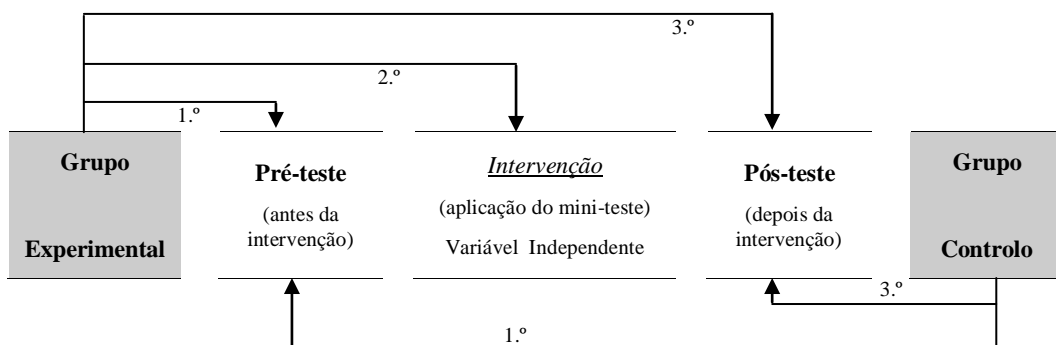 3.º
2.º
1.º
Grupo
Experimental
Pré-teste
(antes da
intervenção)
Intervenção
(aplicação do mini-teste)
Variável Independente
Pós-teste
(depois da
intervenção)
Grupo
Controlo
3.º
1.º